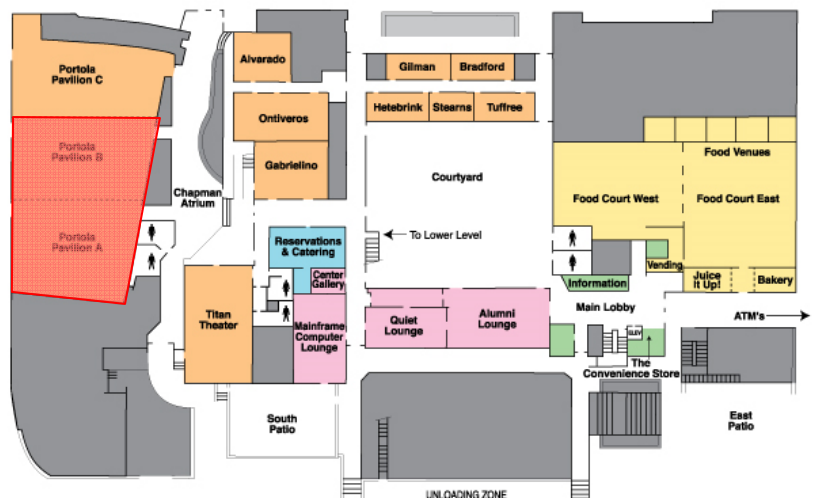 Portola
Pavilion C
Portola
Pavilion B
Portola
Pavilion A
Chapman
Atrium
Alvarado
Ontiveros
Gabrielino
Gilman
Bradford
Hetebrink
Stearns
Tuffree
Courtyard
To Lower Level
Reservations
& Catering
Center
Gallery
Titan
Theater
Mainframe
Computer
Lounge
Quiet
Lounge
Alumni
Lounge
South
Patio
Food Venues
Food Court West
Food Court East
Vending
Information
Juice
It Up!
Bakery
Main Lobby
ATM's
ELEV
The
Convenience Store
East
Patio
UNLOADING ZONE